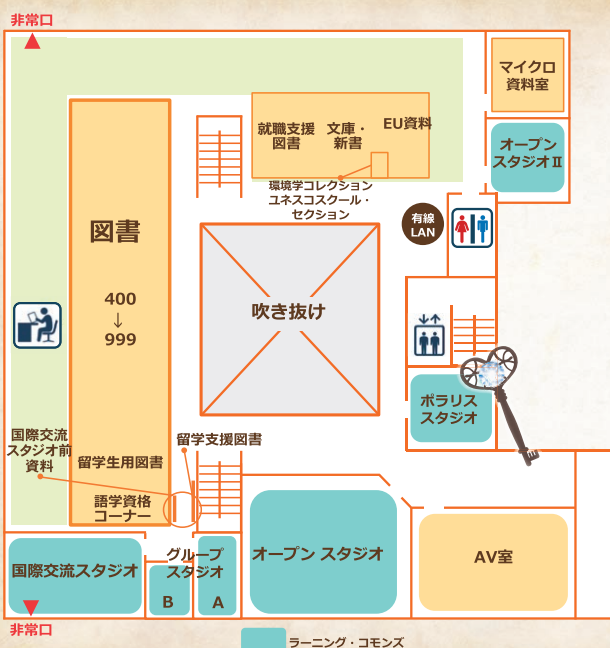 非常口
マイクロ
資料室
就職支援
図書
文庫・
新書
EU資料
オープン
スタジオⅡ
環境学コレクション
ユネスコスクール・
セクション
有線
LAN
図書
400
↓
999
吹き抜け
ポラリス
スタジオ
国際交流
スタジオ前
資料
留学支援図書
留学生用図書
語学資格
コーナー
国際交流スタジオ
グループ
スタジオ
B
A
オープン スタジオ
AV室
非常口
ラーニング・コモンズ